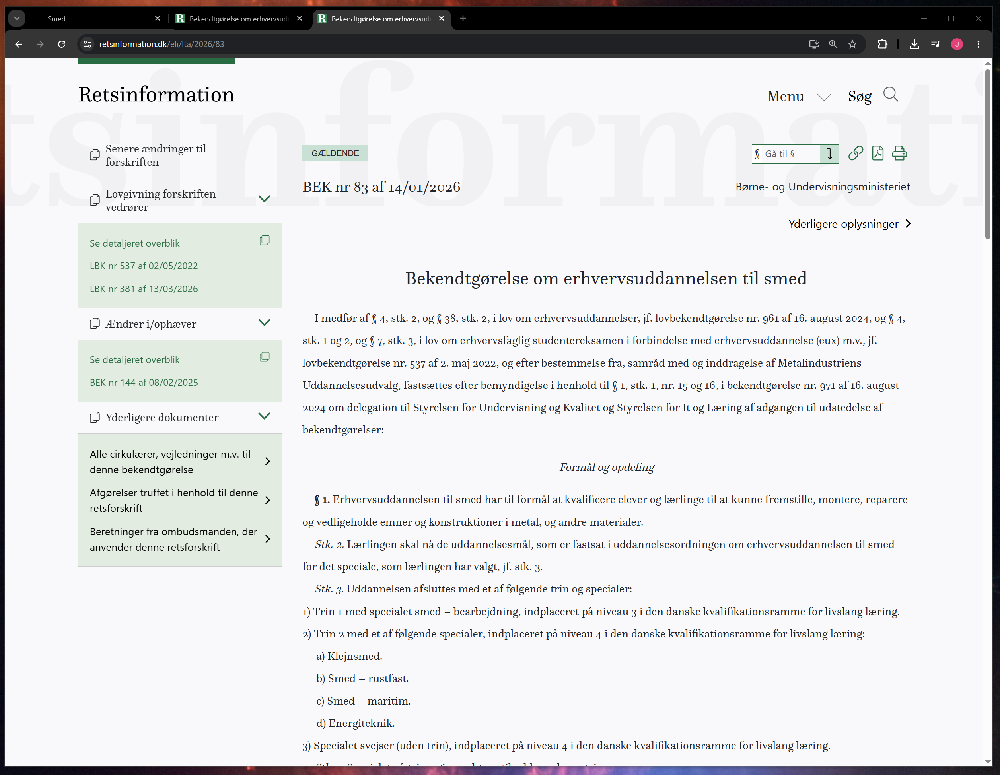 Smed
Bekendtgørelse om erhvervsud
Bekendtgørelse om erhvervsud
retsinformation.dk/eli/lta/2026/83
J
Retsinformation
Menu
Søg
Senere ændringer til
forskriften
Lovgivning forskriften
vedrører
Se detaljeret overblik
LBK nr 537 af 02/05/2022
LBK nr 381 af 13/03/2026
Ændrer i/ophæver
Se detaljeret overblik
BEK nr 144 af 08/02/2025
Yderligere dokumenter
Alle cirkulærer, vejledninger m.v. til
denne bekendtgørelse
Afgørelser truffet i henhold til denne
retsforskrift
Beretninger fra ombudsmanden, der
anvender denne retsforskrift
GÆLDENDE
§ Gå til §
BEK nr 83 af 14/01/2026
Børne- og Undervisningsministeriet
Yderligere oplysninger
Bekendtgørelse om erhvervsuddannelsen til smed
I medfør af § 4, stk. 2, og § 38, stk. 2, i lov om erhvervsuddannelser, jf. lovbekendtgørelse nr. 961 af 16. august 2024, og § 4,
stk. 1 og 2, og § 7, stk. 3, i lov om erhvervsfaglig studentereksamen i forbindelse med erhvervsuddannelse (eux) m.v., jf.
lovbekendtgørelse nr. 537 af 2. maj 2022, og efter bestemmelse fra, samråd med og inddragelse af Metalindustriens
Uddannelsesudvalg, fastsættes efter bemyndigelse i henhold til § 1, stk. 1, nr. 15 og 16, i bekendtgørelse nr. 971 af 16. august
2024 om delegation til Styrelsen for Undervisning og Kvalitet og Styrelsen for It og Læring af adgangen til udstedelse af
bekendtgørelser:
Formål og opdeling
§ 1. Erhvervsuddannelsen til smed har til formål at kvalificere elever og lærlinge til at kunne fremstille, montere, reparere
og vedligeholde emner og konstruktioner i metal, og andre materialer.
Stk. 2. Lærlingen skal nå de uddannelsesmål, som er fastsat i uddannelsesordningen om erhvervsuddannelsen til smed
for det speciale, som lærlingen har valgt, jf. stk. 3.
Stk. 3. Uddannelsen afsluttes med et af følgende trin og specialer:
1) Trin 1 med specialet smed – bearbejdning, indplaceret på niveau 3 i den danske kvalifikationsramme for livslang læring.
2) Trin 2 med et af følgende specialer, indplaceret på niveau 4 i den danske kvalifikationsramme for livslang læring:
a) Klejnsmed.
b) Smed – rustfast.
c) Smed – maritim.
d) Energiteknik.
3) Specialet svejser (uden trin), indplaceret på niveau 4 i den danske kvalifikationsramme for livslang læring.